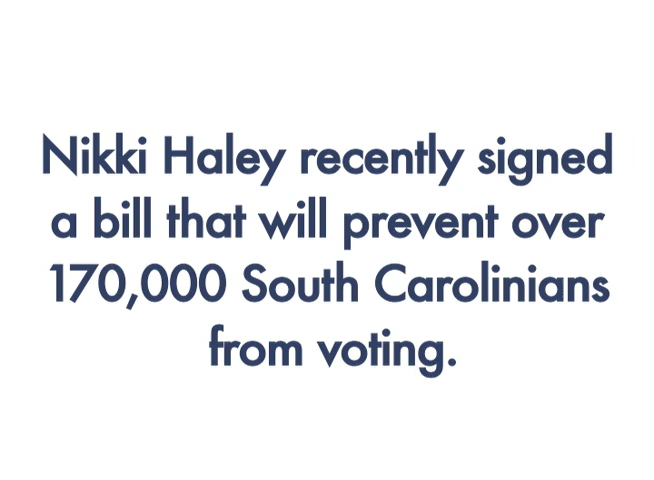 Nikki Haley recently signed
a bill that will prevent over
170,000 South Carolinians
from voting.